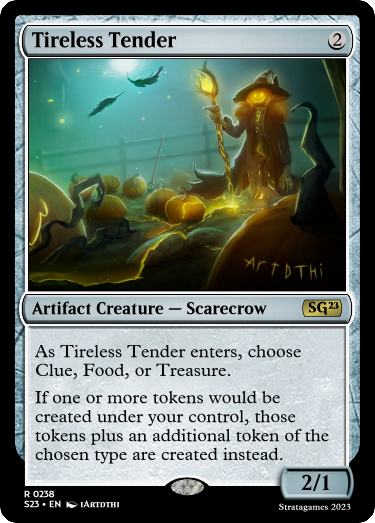 Tireless Tender 2
ARTDTHI
Artifact Creature — Scarecrow SG²³
As Tireless Tender enters, choose
Clue, Food, or Treasure.
If one or more tokens would be
created under your control, those
tokens plus an additional token of the
chosen type are created instead.
2/1
R 0238
S23 • EN iArtdthi
Stratagames 2023